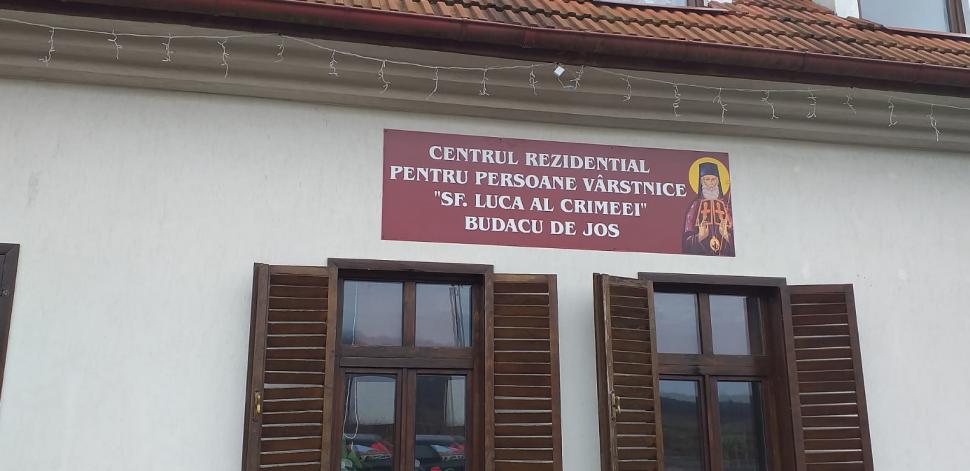 CENTRUL REZIDENTIAL
PENTRU PERSOANE VÂRSTNICE
"SF. LUCA AL CRIMEEI"
BUDACU DE JOS